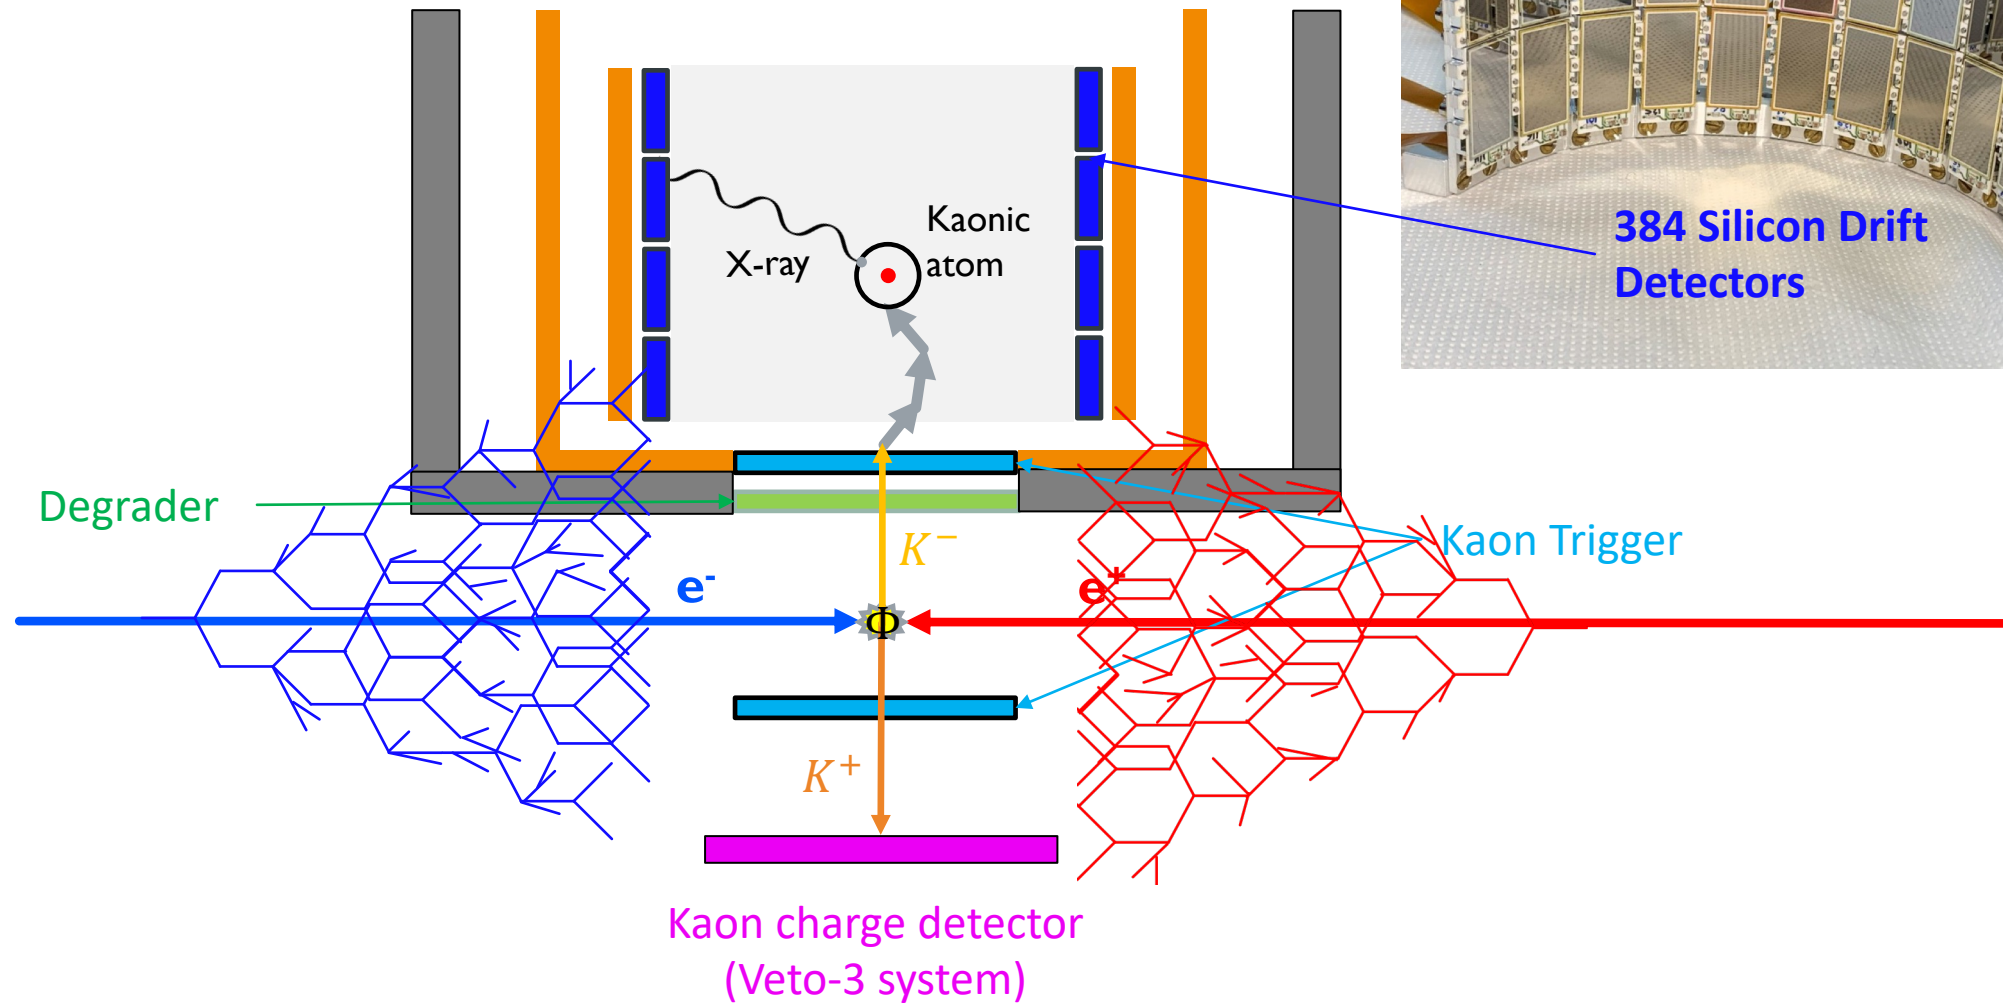 Kaonic
atom
X-ray
384 Silicon Drift
Detectors
Degrader
Kaon Trigger
K⁻
e⁻
e⁺
Φ
K⁺
Kaon charge detector
(Veto-3 system)